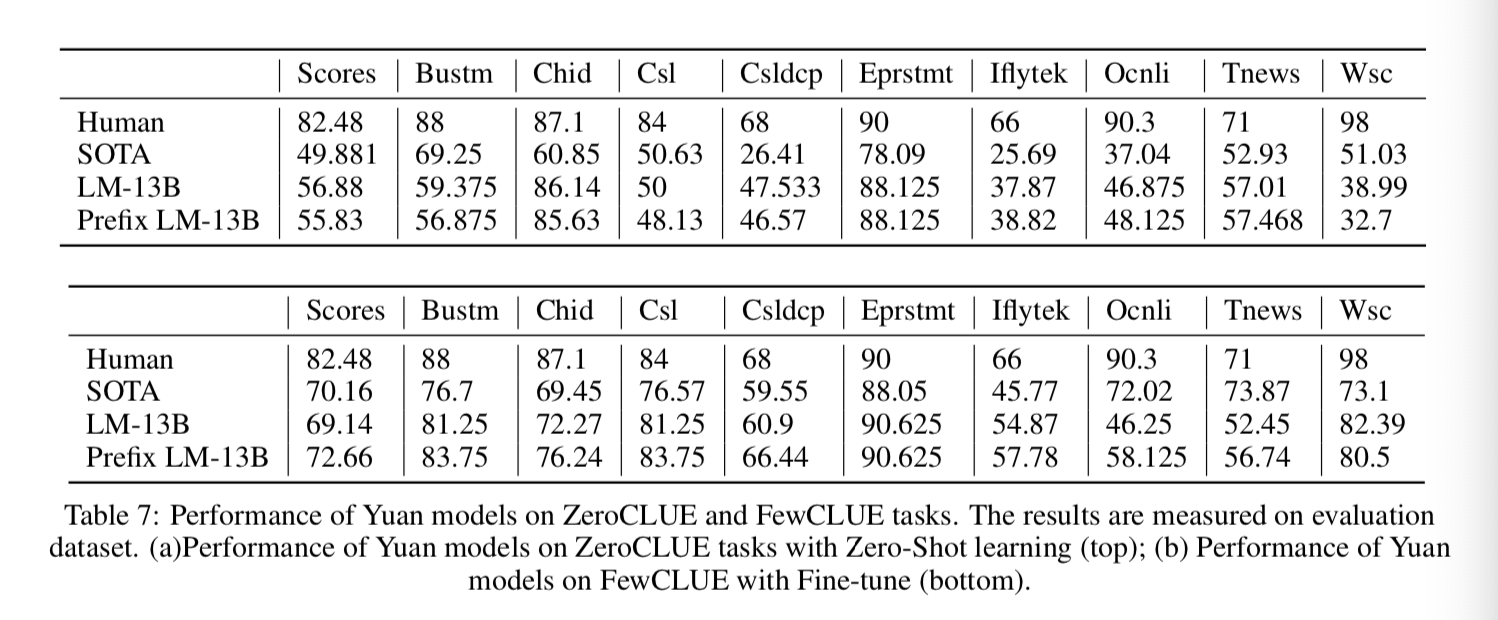 Scores Bustm Chid Csl Csldcp Eprstmt Iflytek Ocnli Tnews Wsc
Human 82.48 88 87.1 84 68 90 66 90.3 71 98
SOTA 49.881 69.25 60.85 50.63 26.41 78.09 25.69 37.04 52.93 51.03
LM-13B 56.88 59.375 86.14 50 47.533 88.125 37.87 46.875 57.01 38.99
Prefix LM-13B 55.83 56.875 85.63 48.13 46.57 88.125 38.82 48.125 57.468 32.7
Scores Bustm Chid Csl Csldcp Eprstmt Iflytek Ocnli Tnews Wsc
Human 82.48 88 87.1 84 68 90 66 90.3 71 98
SOTA 70.16 76.7 69.45 76.57 59.55 88.05 45.77 72.02 73.87 73.1
LM-13B 69.14 81.25 72.27 81.25 60.9 90.625 54.87 46.25 52.45 82.39
Prefix LM-13B 72.66 83.75 76.24 83.75 66.44 90.625 57.78 58.125 56.74 80.5
Table 7: Performance of Yuan models on ZeroCLUE and FewCLUE tasks. The results are measured on evaluation
dataset. (a)Performance of Yuan models on ZeroCLUE tasks with Zero-Shot learning (top); (b) Performance of Yuan
models on FewCLUE with Fine-tune (bottom).